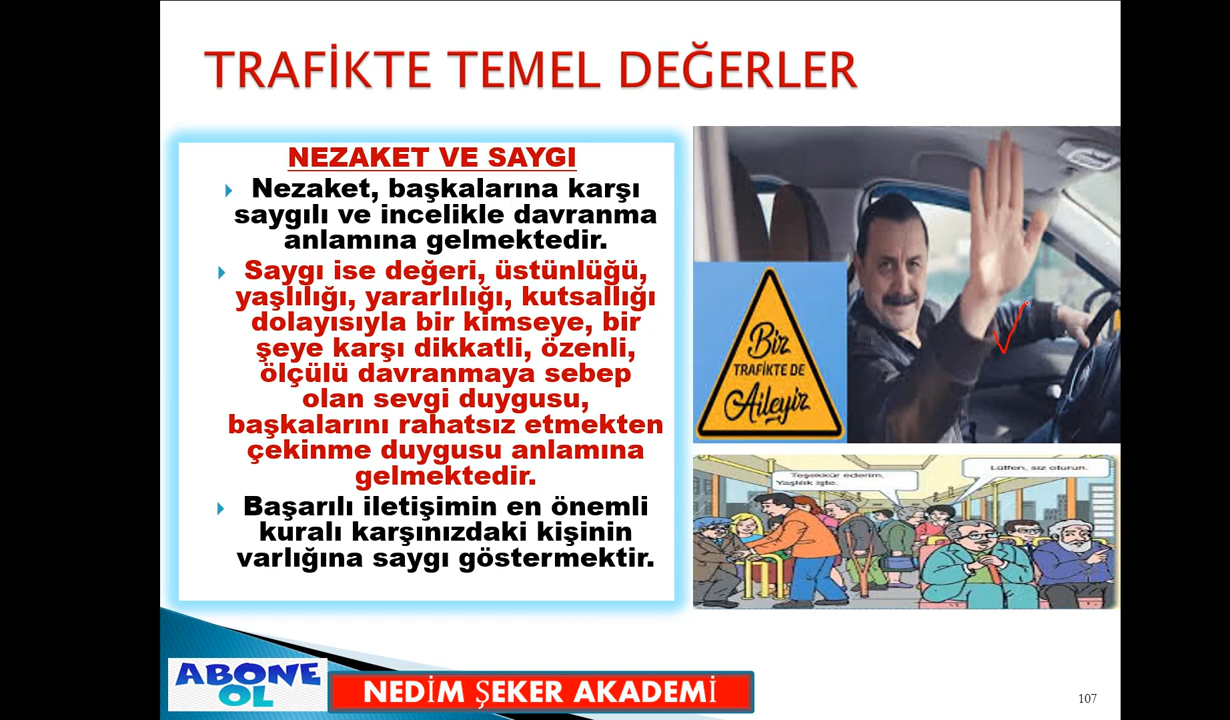 TRAFİKTE TEMEL DEĞERLER
NEZAKET VE SAYGI
Nezaket, başkalarına karşı
saygılı ve incelikle davranma
anlamına gelmektedir.
Saygı ise değeri, üstünlüğü,
yaşlılığı, yararlılığı, kutsallığı
dolayısıyla bir kimseye, bir
şeye karşı dikkatli, özenli,
ölçülü davranmaya sebep
olan sevgi duygusu,
başkalarını rahatsız etmekten
çekinme duygusu anlamına
gelmektedir.
Başarılı iletişimin en önemli
kuralı karşınızdaki kişinin
varlığına saygı göstermektir.
Biz
TRAFİKTE DE
Aileyiz
Teşekkür ederim,
Yaşlılık işte.
Lütfen, siz oturun.
ABONE
OL
NEDİM ŞEKER AKADEMİ
107